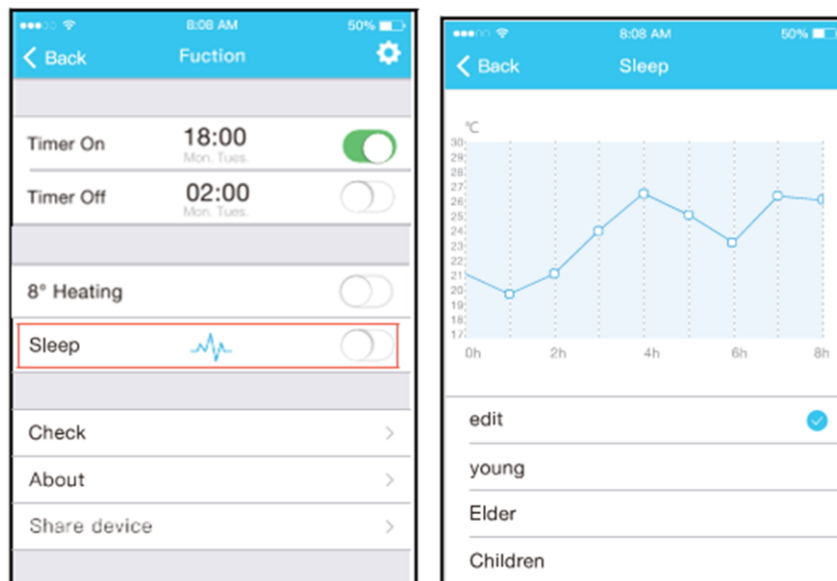 8:08 AM 50%
Back Fuction
Timer On 18:00
Mon. Tues.
Timer Off 02:00
Mon. Tues.
8° Heating
Sleep
Check
About
Share device
8:08 AM 50%
Back Sleep
℃
30
29
28
27
26
25
24
23
22
21
20
19
18
17
0h 2h 4h 6h 8h
edit
young
Elder
Children